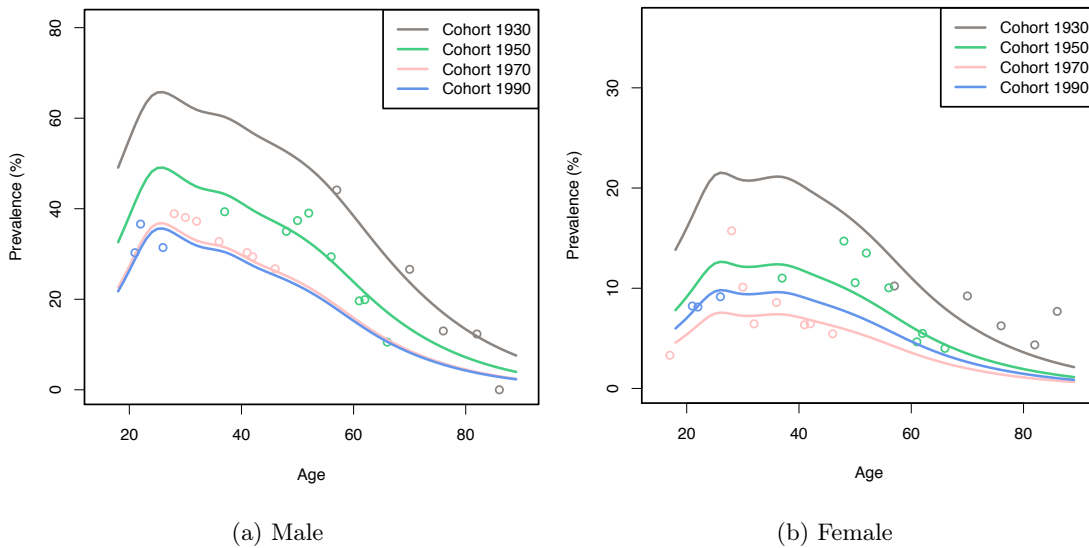 80
60
40
20
0
Prevalence (%)
Cohort 1930
Cohort 1950
Cohort 1970
Cohort 1990
20
40
60
80
Age
(a) Male
30
20
10
0
Prevalence (%)
Cohort 1930
Cohort 1950
Cohort 1970
Cohort 1990
20
40
60
80
Age
(b) Female